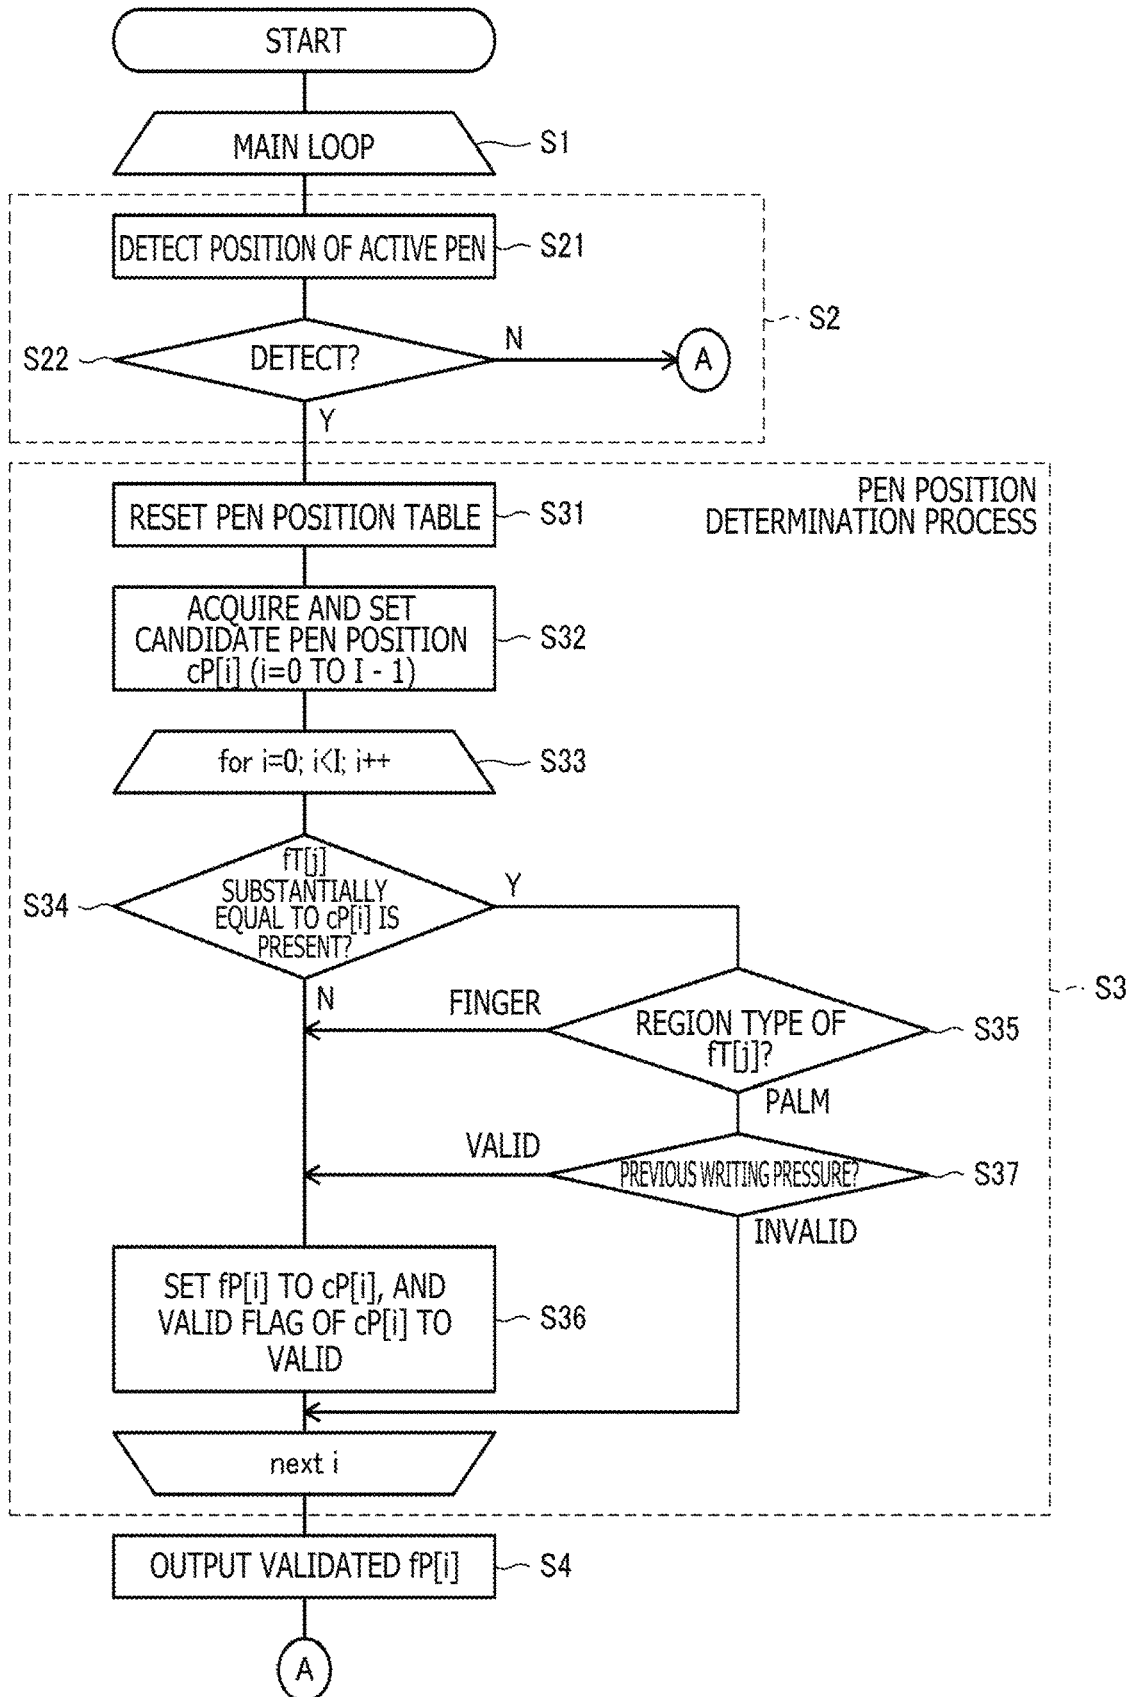 START
MAIN LOOP
S1
DETECT POSITION OF ACTIVE PEN
S21
S2
S22
DETECT?
N
A
Y
PEN POSITION
DETERMINATION PROCESS
RESET PEN POSITION TABLE
S31
ACQUIRE AND SET
CANDIDATE PEN POSITION
cP[i] (i=0 TO I - 1)
S32
for i=0; i<I; i++
S33
S34
fT[j]
SUBSTANTIALLY
EQUAL TO cP[i] IS
PRESENT?
Y
N
S3
FINGER
REGION TYPE OF
fT[j]?
S35
PALM
VALID
PREVIOUS WRITING PRESSURE?
S37
INVALID
SET fP[i] TO cP[i], AND
VALID FLAG OF cP[i] TO
VALID
S36
next i
OUTPUT VALIDATED fP[i]
S4
A